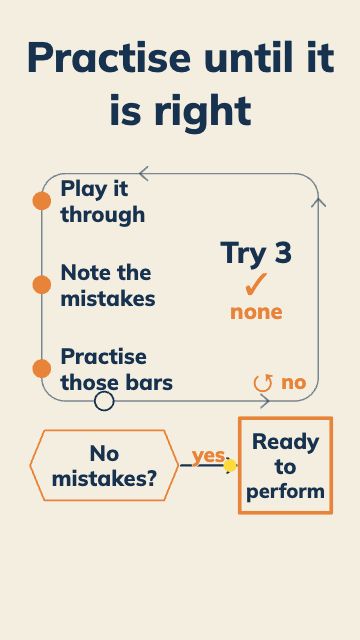 Practise until it
is right
Play it
through
Note the
mistakes
Practise
those bars
Try 3
✓
none
no
No
mistakes?
yes
Ready
to
perform